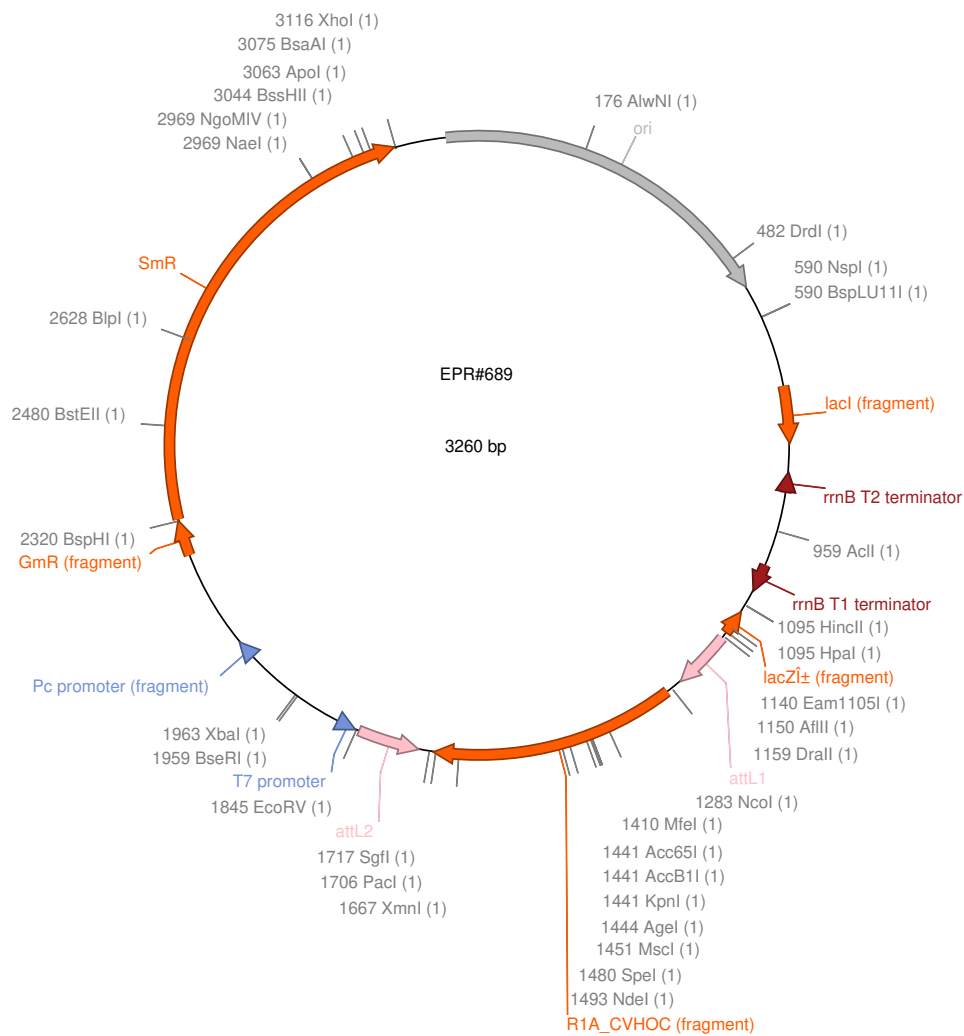 3116 XhoI (1)
3075 BsaAI (1)
3063 ApoI (1)
3044 BssHII (1)
2969 NgoMIV (1)
2969 NaeI (1)
176 AlwNI (1)
ori
482 DrdI (1)
590 NspI (1)
590 BspLU11I (1)
SmR
2628 BlpI (1)
EPR#689
lacI (fragment)
2480 BstEII (1)
3260 bp
rrnB T2 terminator
2320 BspHI (1)
GmR (fragment)
959 AclI (1)
rrnB T1 terminator
1095 HincII (1)
1095 HpaI (1)
lacZÎ± (fragment)
Pc promoter (fragment)
1140 Eam1105I (1)
1150 AflII (1)
1159 DraII (1)
1963 XbaI (1)
1959 BseRI (1)
T7 promoter
attL1
1845 EcoRV (1)
1283 NcoI (1)
attL2
1410 MfeI (1)
1717 SgfI (1)
1441 Acc65I (1)
1706 PacI (1)
1441 AccB1I (1)
1667 XmnI (1)
1441 KpnI (1)
1444 AgeI (1)
1451 MscI (1)
1480 SpeI (1)
1493 NdeI (1)
R1A_CVHOC (fragment)